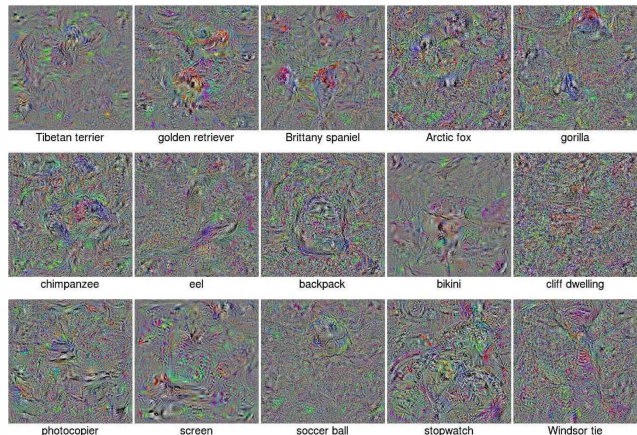 Tibetan terrier golden retriever Brittany spaniel Arctic fox gorilla
chimpanzee eel backpack bikini cliff dwelling
photocopier screen soccer ball stopwatch Windsor tie